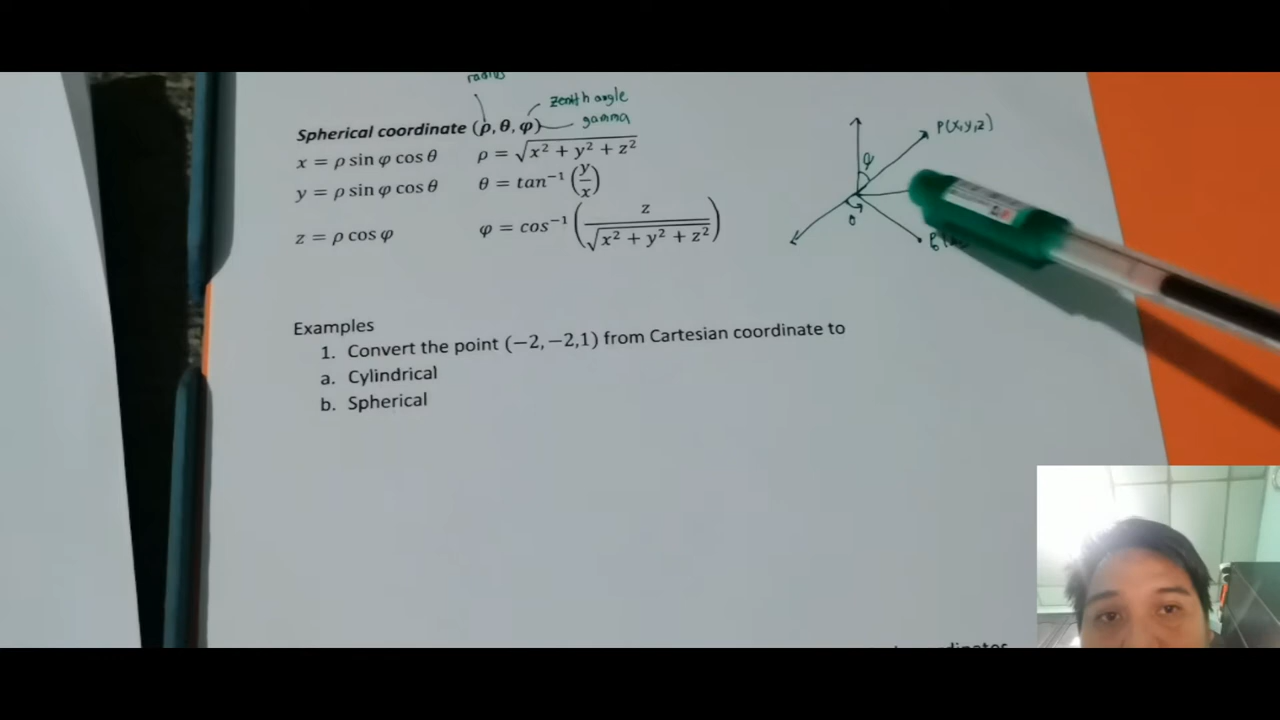 radius
zenith angle
Spherical coordinate (ρ, θ, φ)
gamma
x = ρ sin φ cos θ
ρ = √(x² + y² + z²)
y = ρ sin φ cos θ
θ = tan⁻¹ (y/x)
z = ρ cos φ
φ = cos⁻¹ (z / √(x² + y² + z²))
P(x,y,z)
φ
θ
Examples
1. Convert the point (−2, −2,1) from Cartesian coordinate to
a. Cylindrical
b. Spherical